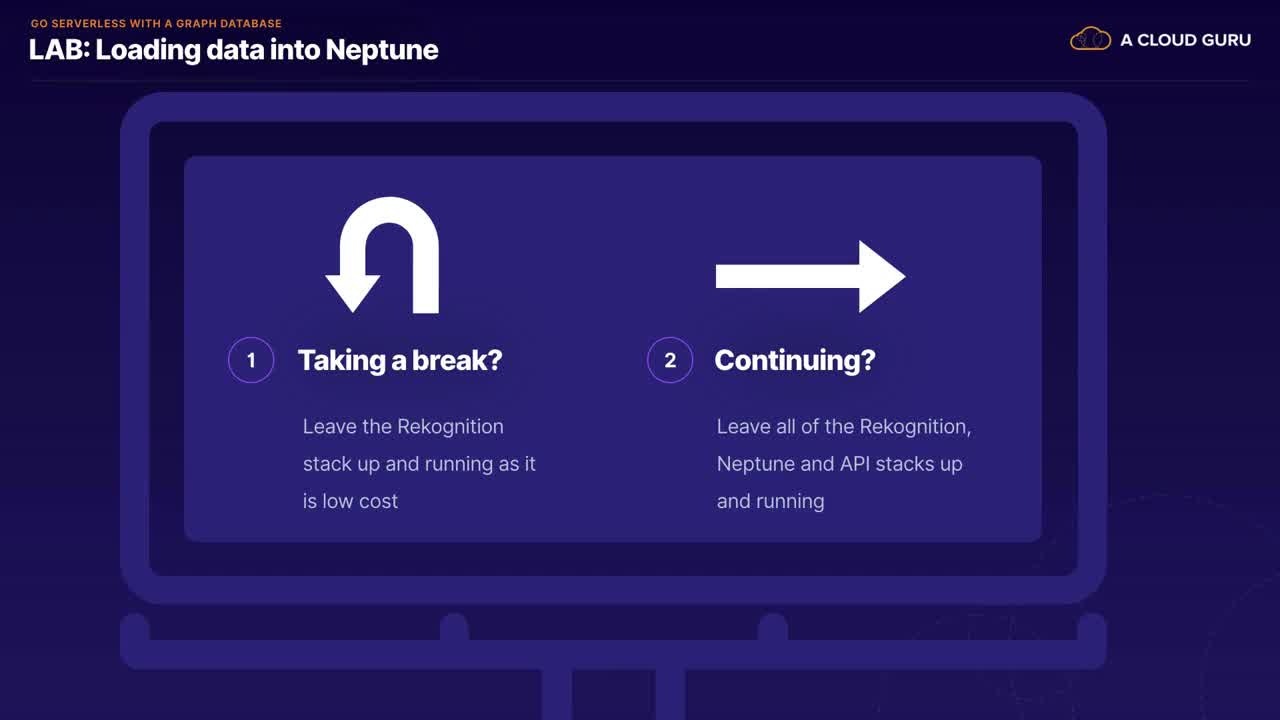 GO SERVERLESS WITH A GRAPH DATABASE
LAB: Loading data into Neptune
A CLOUD GURU
1 Taking a break?
Leave the Rekognition
stack up and running as it
is low cost
2 Continuing?
Leave all of the Rekognition,
Neptune and API stacks up
and running